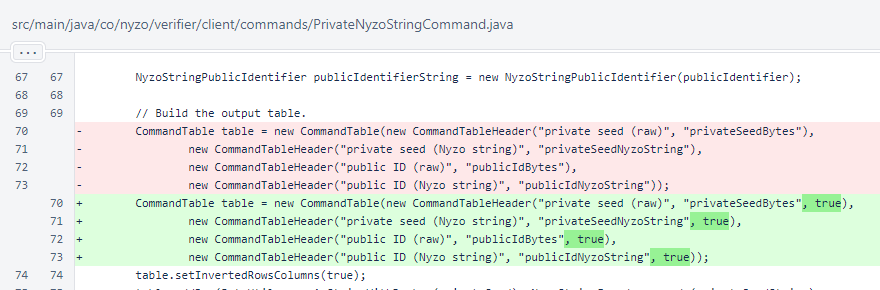 src/main/java/co/nyzo/verifier/client/commands/PrivateNyzoStringCommand.java
...
67 67 NyzoStringPublicIdentifier publicIdentifierString = new NyzoStringPublicIdentifier(publicIdentifier);
68 68
69 69 // Build the output table.
70 - CommandTable table = new CommandTable(new CommandTableHeader("private seed (raw)", "privateSeedBytes"),
71 - new CommandTableHeader("private seed (Nyzo string)", "privateSeedNyzoString"),
72 - new CommandTableHeader("public ID (raw)", "publicIdBytes"),
73 - new CommandTableHeader("public ID (Nyzo string)", "publicIdNyzoString"));
70 + CommandTable table = new CommandTable(new CommandTableHeader("private seed (raw)", "privateSeedBytes", true),
71 + new CommandTableHeader("private seed (Nyzo string)", "privateSeedNyzoString", true),
72 + new CommandTableHeader("public ID (raw)", "publicIdBytes", true),
73 + new CommandTableHeader("public ID (Nyzo string)", "publicIdNyzoString", true));
74 74 table.setInvertedRowsColumns(true);